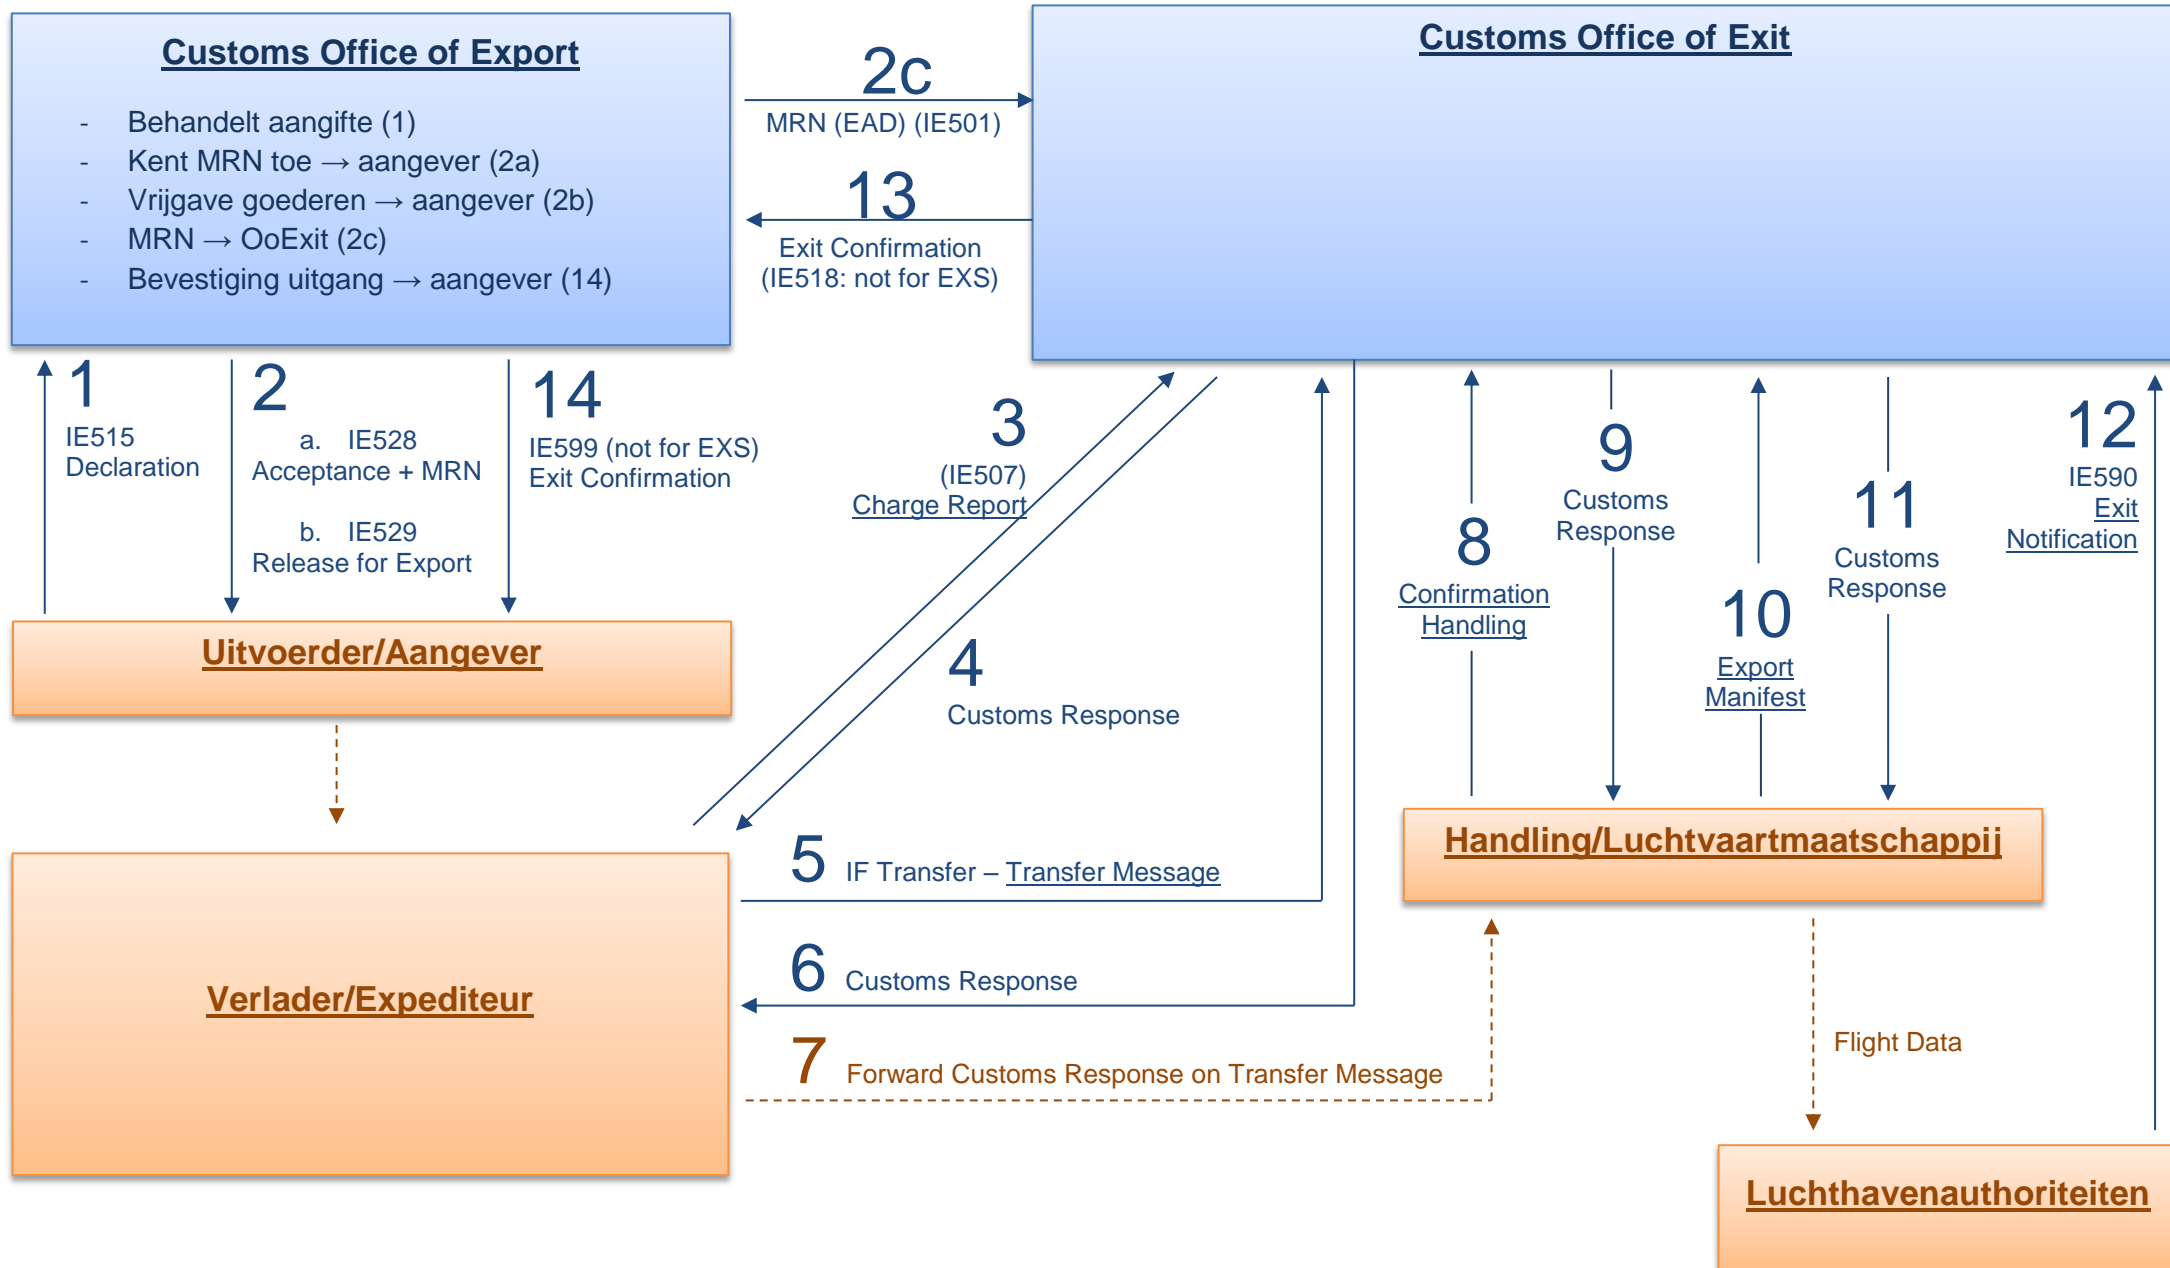 Customs Office of Export
- Behandelt aangifte (1)
- Kent MRN toe → aangever (2a)
- Vrijgave goederen → aangever (2b)
- MRN → OoExit (2c)
- Bevestiging uitgang → aangever (14)
2c
MRN (EAD) (IE501)
13
Exit Confirmation
(IE518: not for EXS)
Customs Office of Exit
1
IE515
Declaration
2
a. IE528
Acceptance + MRN
b. IE529
Release for Export
14
IE599 (not for EXS)
Exit Confirmation
3
(IE507)
Charge Report
4
Customs Response
8
Confirmation
Handling
9
Customs
Response
10
Export
Manifest
11
Customs
Response
12
IE590
Exit
Notification
Uitvoerder/Aangever
Handling/Luchtvaartmaatschappij
5 IF Transfer – Transfer Message
6 Customs Response
Verlader/Expediteur
7 Forward Customs Response on Transfer Message
Flight Data
Luchthavenauthoriteiten